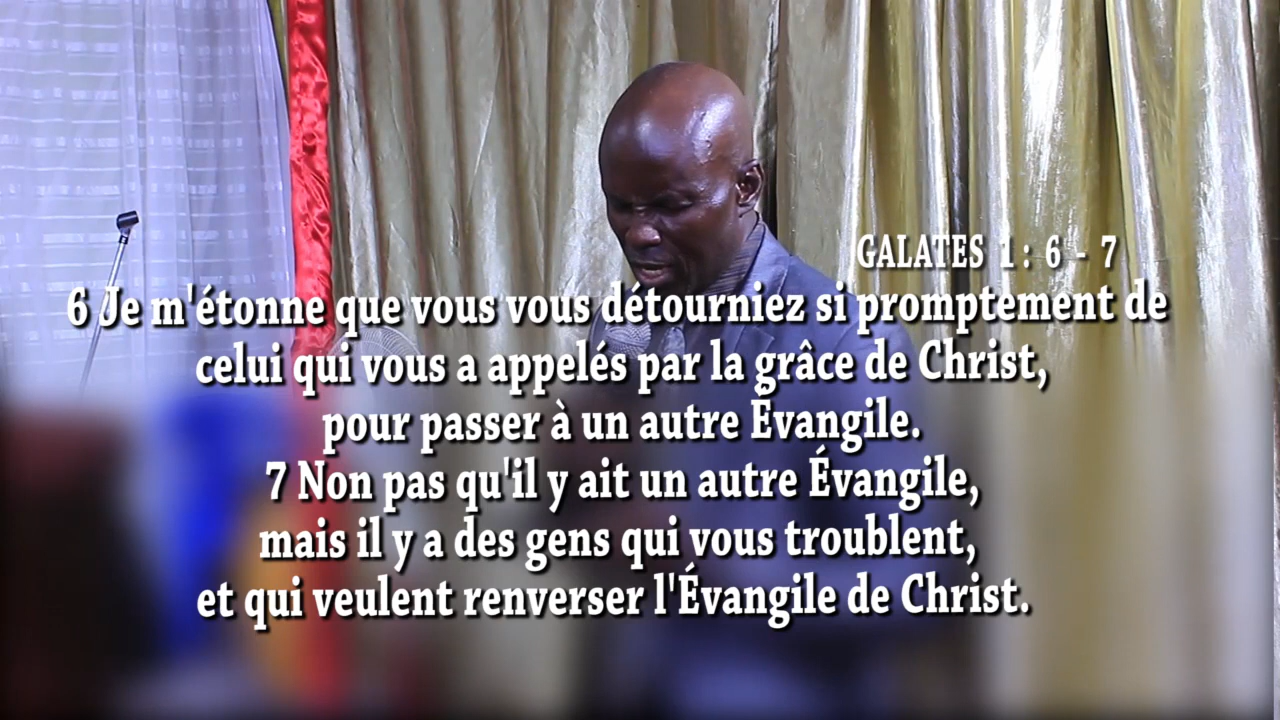 GALATES 1 : 6 - 7
6 Je m'étonne que vous vous détourniez si promptement de
celui qui vous a appelés par la grâce de Christ,
pour passer à un autre Évangile.
7 Non pas qu'il y ait un autre Évangile,
mais il y a des gens qui vous troublent,
et qui veulent renverser l'Évangile de Christ.